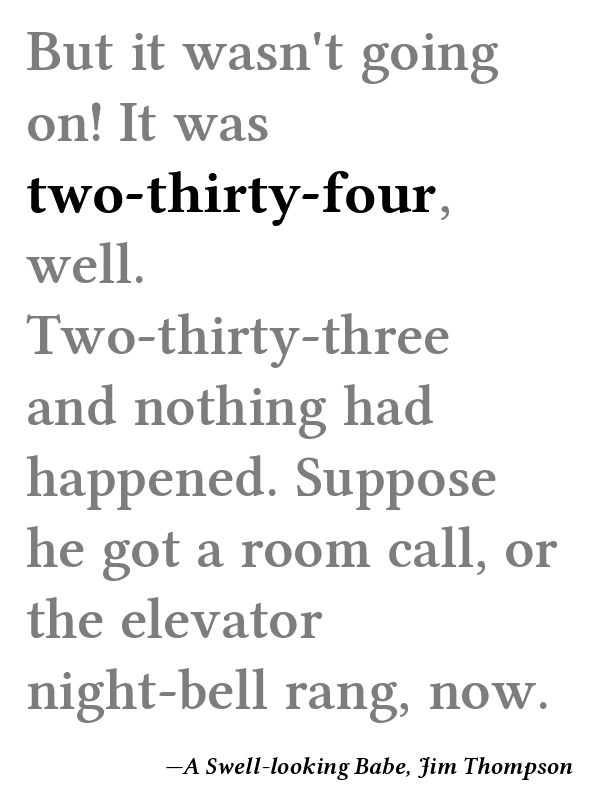 But it wasn't going
on! It was
two-thirty-four,
well.
Two-thirty-three
and nothing had
happened. Suppose
he got a room call, or
the elevator
night-bell rang, now.
—A Swell-looking Babe, Jim Thompson